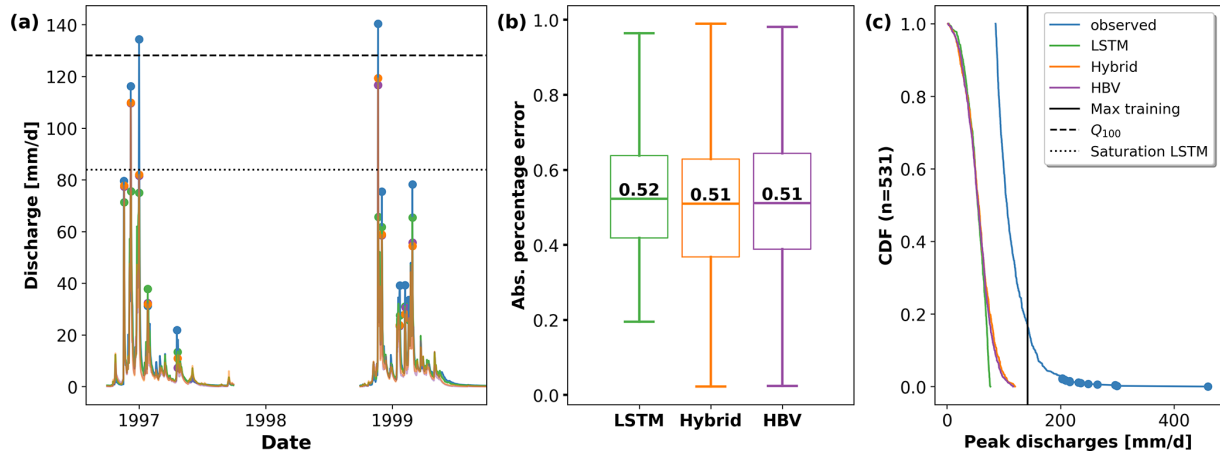 (a)
Discharge [mm/d]
140
120
100
80
60
40
20
0
1997
1998
1999
Date
(b)
Abs. percentage error
1.0
0.8
0.6
0.4
0.2
0.0
0.52
0.51
0.51
LSTM
Hybrid
HBV
(c)
CDF (n=531)
1.0
0.8
0.6
0.4
0.2
0.0
observed
LSTM
Hybrid
HBV
Max training
Q100
Saturation LSTM
0
200
400
Peak discharges [mm/d]